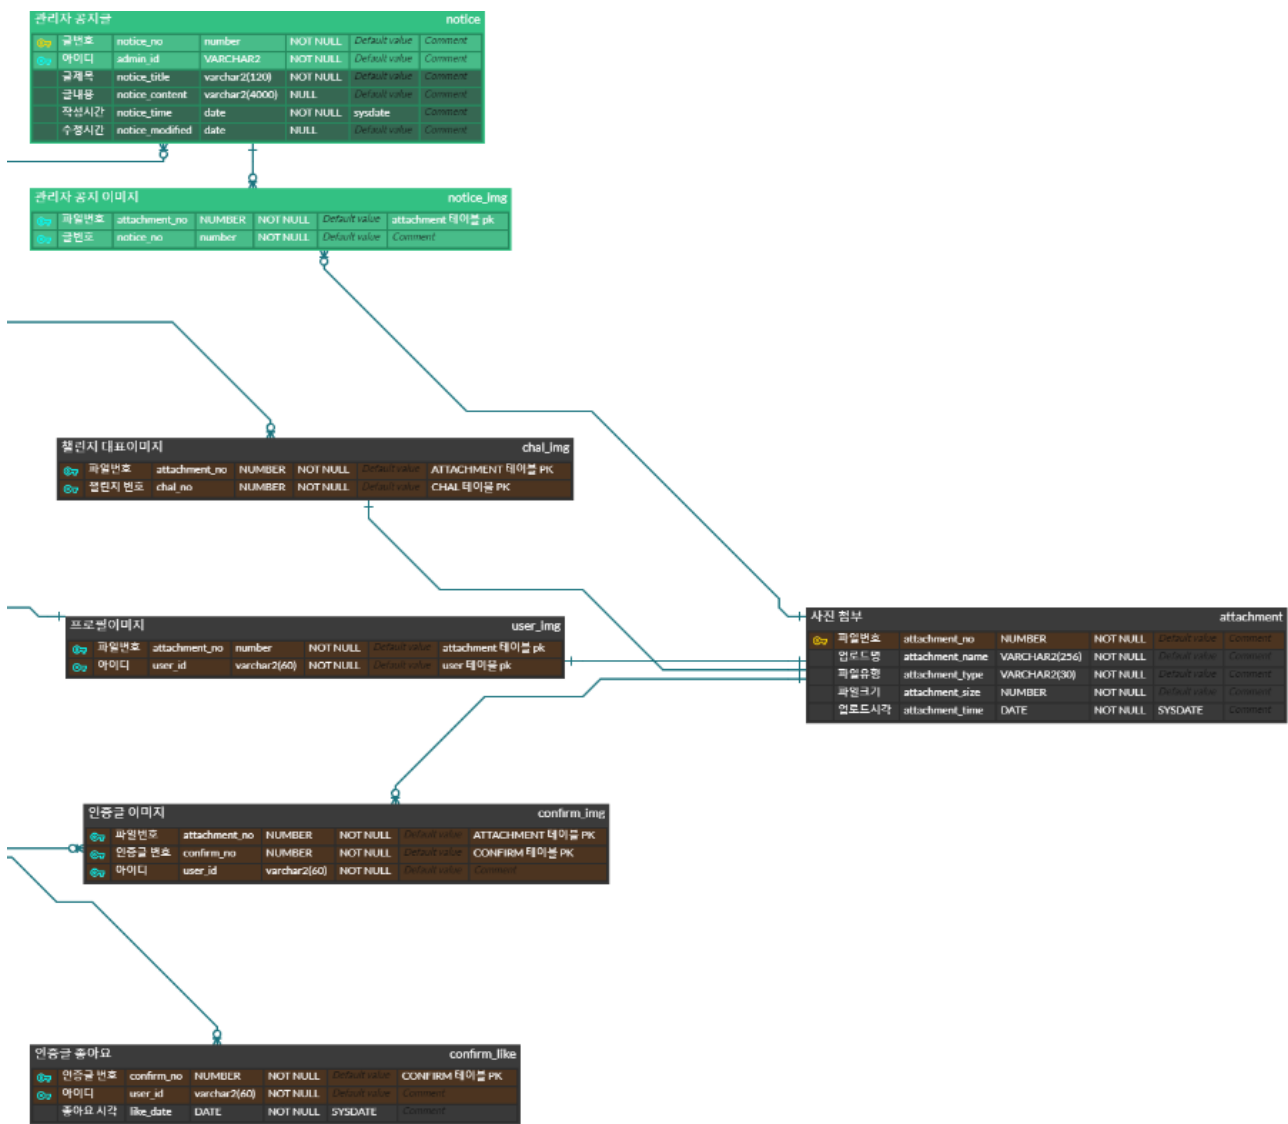 관리자 공지글 notice
글번호 notice_no number NOT NULL Default value Comment
아이디 admin_id VARCHAR2 NOT NULL Default value Comment
글제목 notice_title varchar2(120) NOT NULL Default value Comment
글내용 notice_content varchar2(4000) NULL Default value Comment
작성시간 notice_time date NOT NULL sysdate Comment
수정시간 notice_modified date NULL Default value Comment
관리자 공지 이미지 notice_img
파일번호 attachment_no NUMBER NOT NULL Default value attachment 테이블 pk
글번호 notice_no number NOT NULL Default value Comment
챌린지 대표이미지 chal_img
파일번호 attachment_no NUMBER NOT NULL Default value ATTACHMENT 테이블 PK
챌린지 번호 chal_no NUMBER NOT NULL Default value CHAL 테이블 PK
프로필이미지 user_img
파일번호 attachment_no number NOT NULL Default value attachment 테이블 pk
아이디 user_id varchar2(60) NOT NULL Default value user 테이블 pk
사진 첨부 attachment
파일번호 attachment_no NUMBER NOT NULL Default value Comment
업로드명 attachment_name VARCHAR2(256) NOT NULL Default value Comment
파일유형 attachment_type VARCHAR2(30) NOT NULL Default value Comment
파일크기 attachment_size NUMBER NOT NULL Default value Comment
업로드시각 attachment_time DATE NOT NULL SYSDATE Comment
인증글 이미지 confirm_img
파일번호 attachment_no NUMBER NOT NULL Default value ATTACHMENT 테이블 PK
인증글 번호 confirm_no NUMBER NOT NULL Default value CONFIRM 테이블 PK
아이디 user_id varchar2(60) NOT NULL Default value Comment
인증글 좋아요 confirm_like
인증글 번호 confirm_no NUMBER NOT NULL Default value CONFIRM 테이블 PK
아이디 user_id varchar2(60) NOT NULL Default value Comment
좋아요 시각 like_date DATE NOT NULL SYSDATE Comment